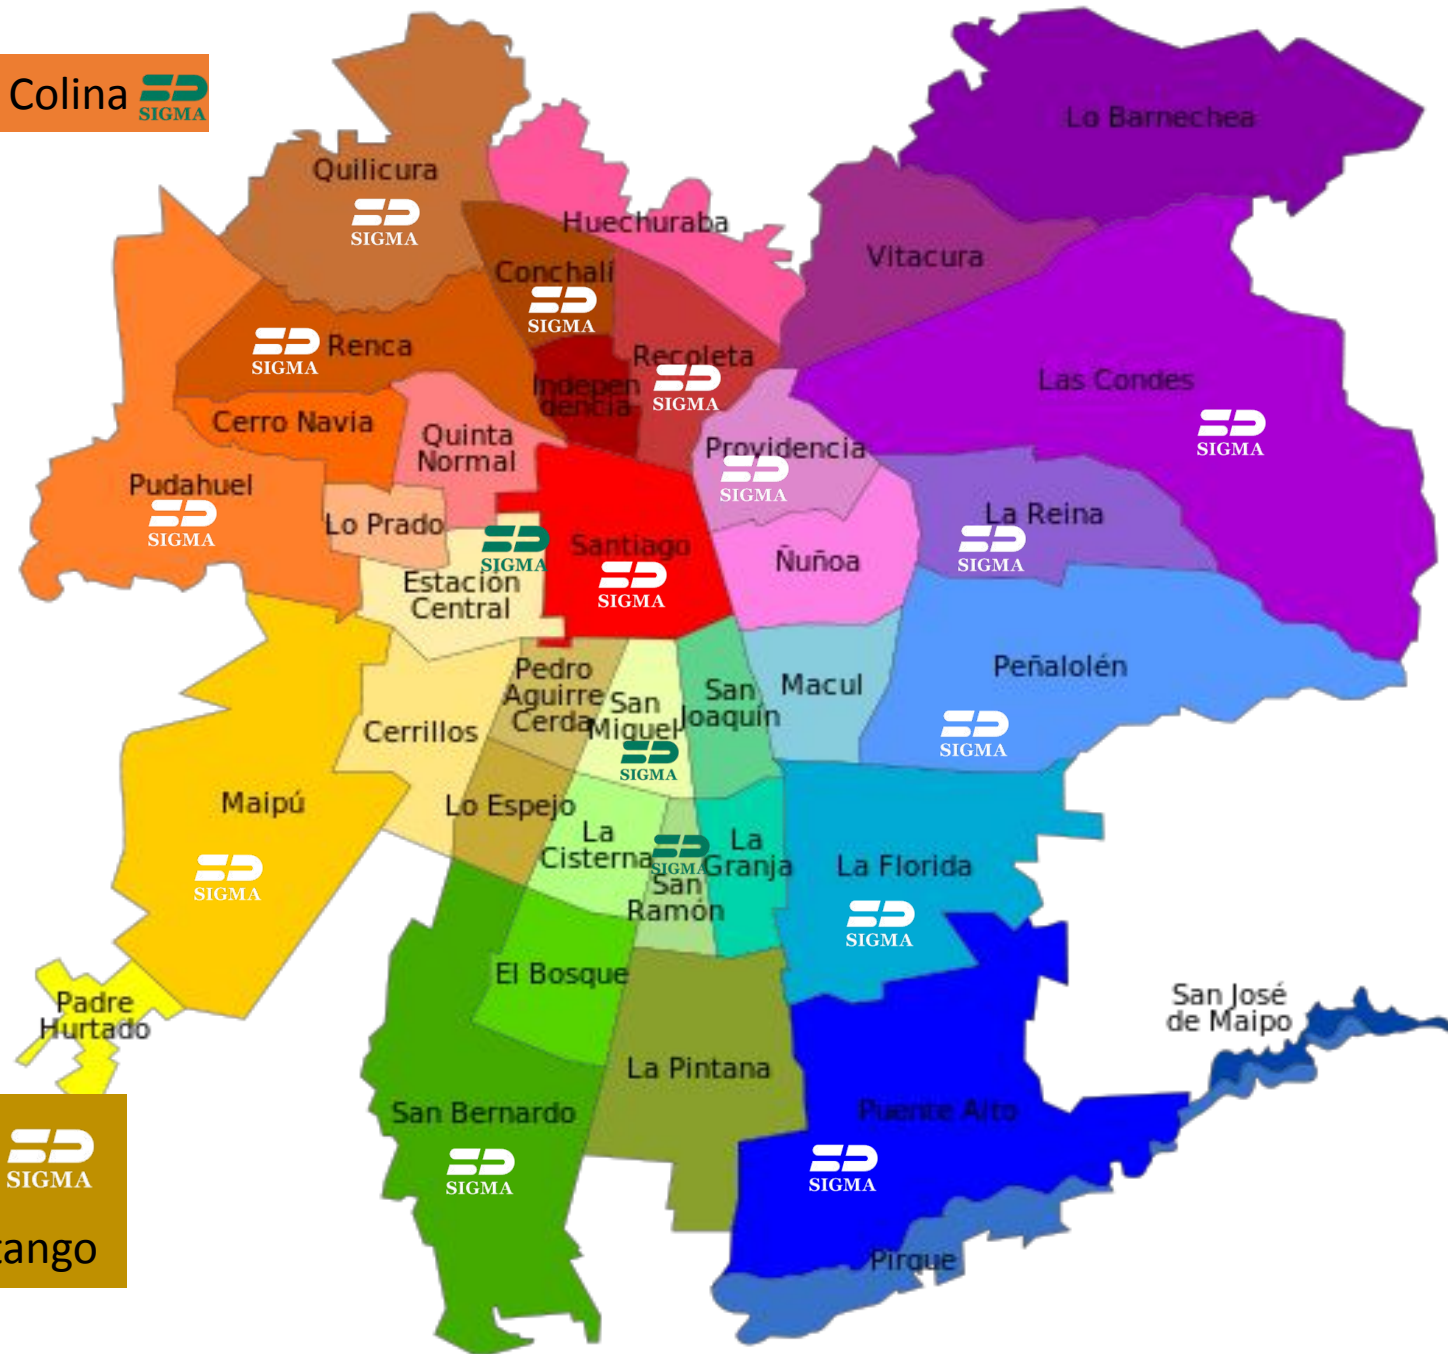 Colina
SIGMA
Lo Barnechea
Quilicura
SIGMA
Huechuraba
Vitacura
Conchalí
SIGMA
Renca
SIGMA
Recoleta
SIGMA
Indepen
dencia
Las Condes
SIGMA
Cerro Navia
Quinta
Normal
Providencia
SIGMA
Pudahuel
SIGMA
Lo Prado
SIGMA
Santiago
SIGMA
La Reina
SIGMA
Ñuñoa
Estación
Central
Peñalolén
SIGMA
Pedro
Aguirre
Cerda
San
Miguel
SIGMA
San
Joaquín
Macul
Cerrillos
Maipú
SIGMA
Lo Espejo
La
Cisterna
SIGMA
San
Ramón
La
Granja
La Florida
SIGMA
El Bosque
Padre
Hurtado
San José
de Maipo
La Pintana
San Bernardo
SIGMA
Puente Alto
SIGMA
SIGMA
tango
Pirque